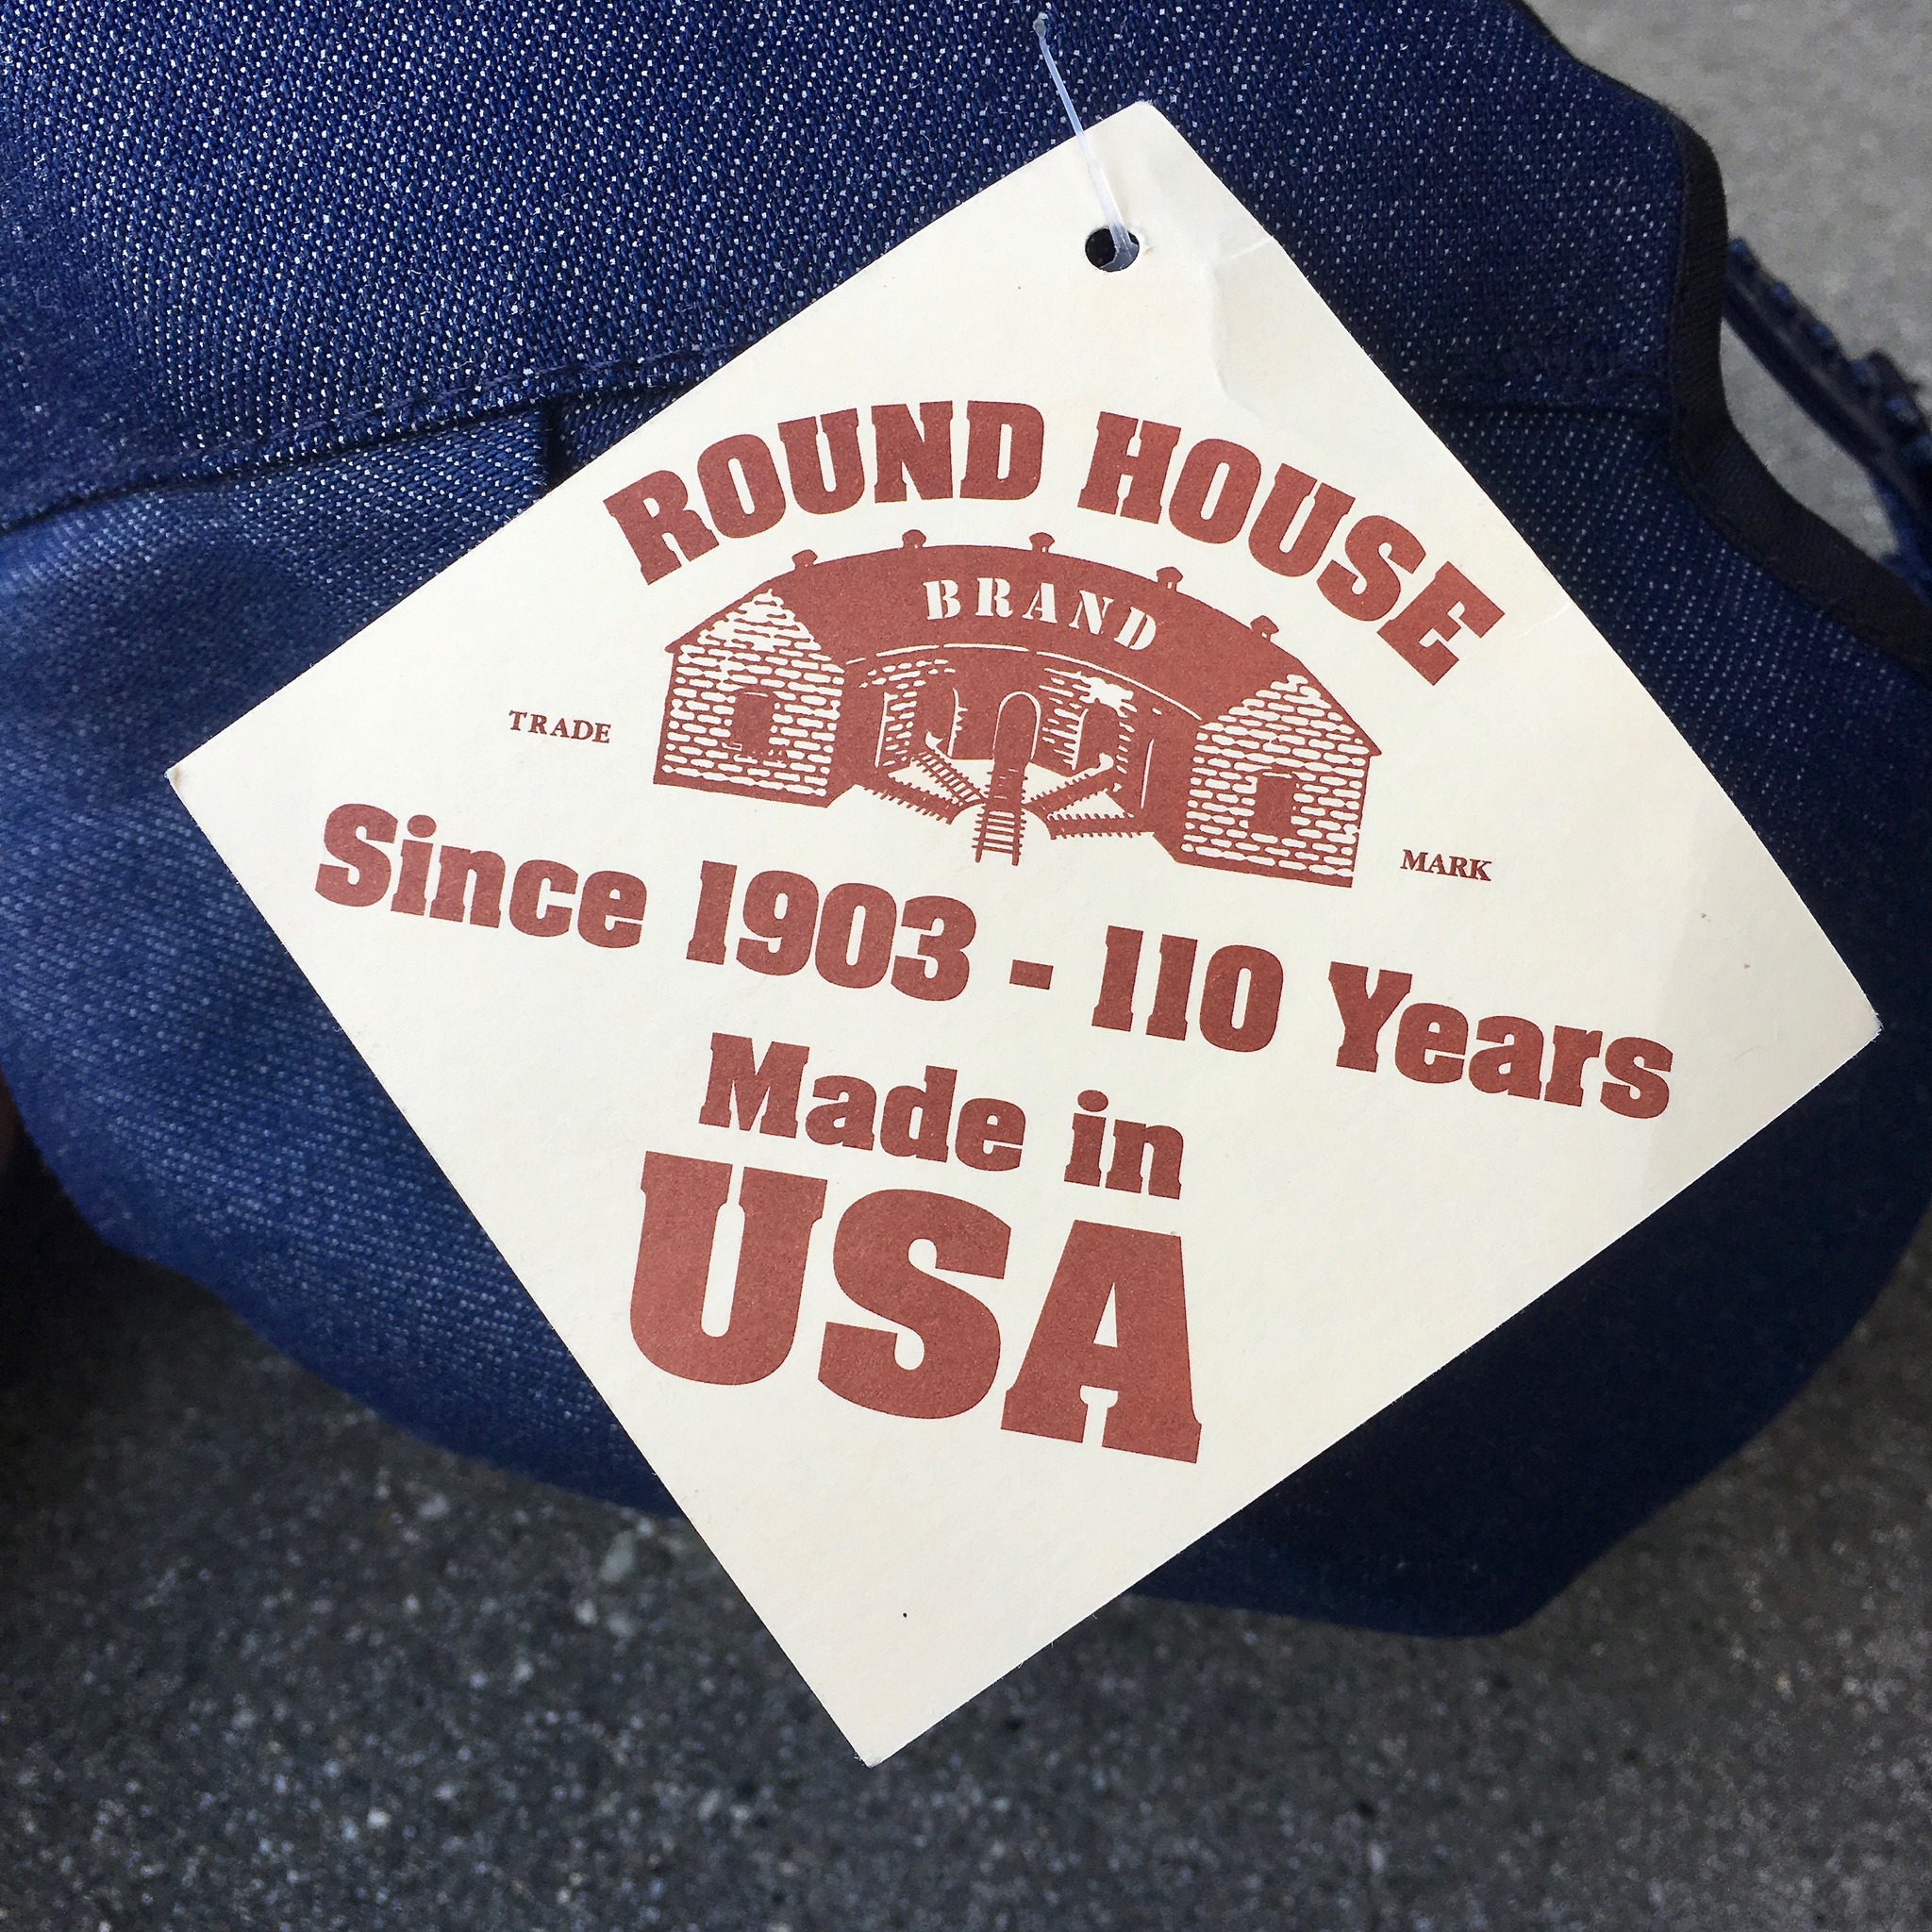 ROUND HOUSE
BRAND
TRADE MARK
Since 1903 - 110 Years
Made in
USA